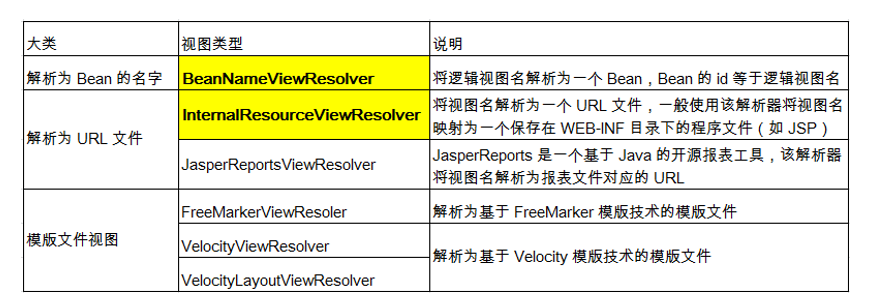 大类 视图类型 说明
解析为 Bean 的名字 BeanNameViewResolver 将逻辑视图名解析为一个 Bean，Bean 的 id 等于逻辑视图名
解析为 URL 文件 InternalResourceViewResolver 将视图名解析为一个 URL 文件，一般使用该解析器将视图名
映射为一个保存在 WEB-INF 目录下的程序文件（如 JSP）
JasperReportsViewResolver JasperReports 是一个基于 Java 的开源报表工具，该解析器
将视图名解析为报表文件对应的 URL
模版文件视图 FreeMarkerViewResoler 解析为基于 FreeMarker 模版技术的模版文件
VelocityViewResolver 解析为基于 Velocity 模版技术的模版文件
VelocityLayoutViewResolver